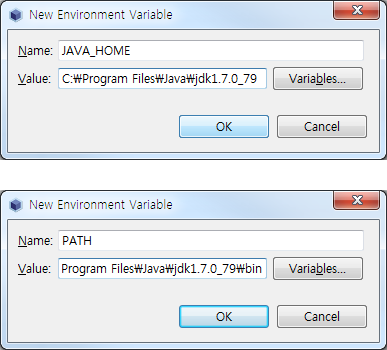 New Environment Variable
Name: JAVA_HOME
Value: C:₩Program Files₩Java₩jdk1.7.0_79 Variables...
OK Cancel
New Environment Variable
Name: PATH
Value: Program Files₩Java₩jdk1.7.0_79₩bin Variables...
OK Cancel